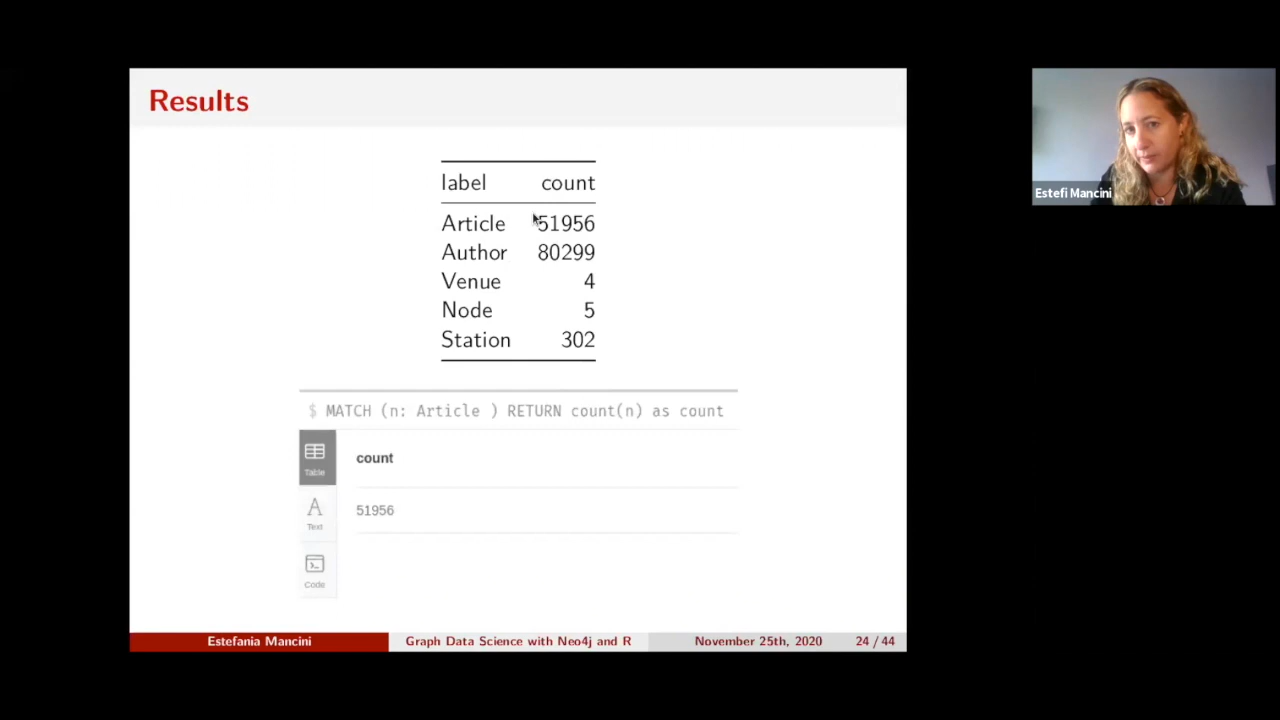 Results
label count
Article 51956
Author 80299
Venue 4
Node 5
Station 302
$ MATCH (n: Article ) RETURN count(n) as count
Table
count
51956
Text
Code
Estefania Mancini Graph Data Science with Neo4j and R November 25th, 2020 24 / 44
Estefi Mancini